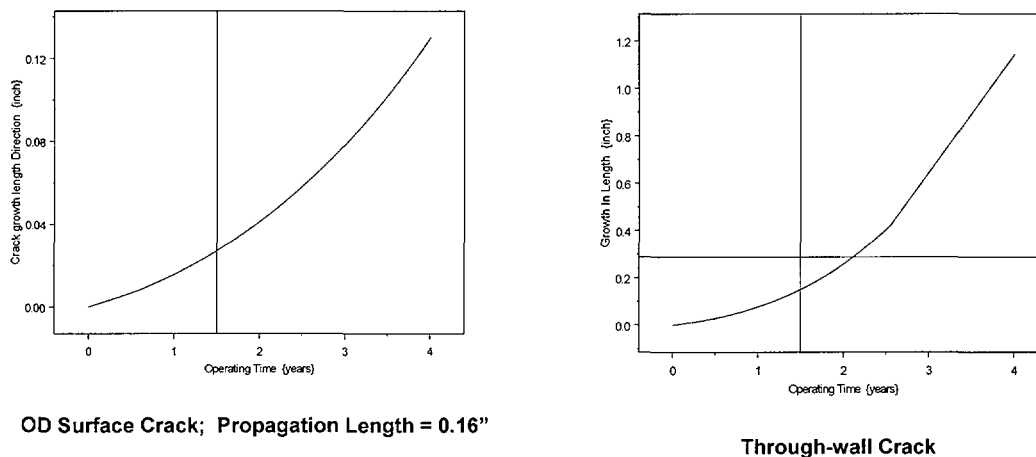 Crack growth length Direction {inch}
0.12
0.08
0.04
0.00
0 1 2 3 4
Operating Time {years}
OD Surface Crack; Propagation Length = 0.16"
Growth In Length {inch}
1.2
1.0
0.8
0.6
0.4
0.2
0.0
0 1 2 3 4
Operating Time {years}
Through-wall Crack